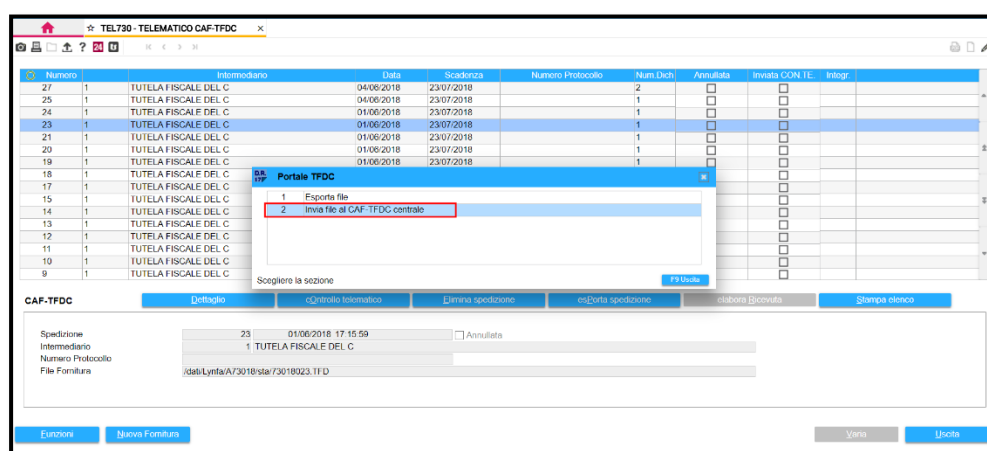 TEL730 - TELEMATICO CAF-TFDC
?
24
Numero Intermediario Data Scadenza Numero Protocollo Num.Dich Annullata Inviata CON.TE. Integr.
27 1 TUTELA FISCALE DEL C 04/06/2018 23/07/2018 2
25 1 TUTELA FISCALE DEL C 04/06/2018 23/07/2018 1
24 1 TUTELA FISCALE DEL C 01/06/2018 23/07/2018 1
23 1 TUTELA FISCALE DEL C 01/06/2018 23/07/2018 1
21 1 TUTELA FISCALE DEL C 01/06/2018 23/07/2018 1
20 1 TUTELA FISCALE DEL C 01/06/2018 23/07/2018 1
19 1 TUTELA FISCALE DEL C 01/06/2018 23/07/2018 1
18 1 TUTELA FISCALE DEL C
17 1 TUTELA FISCALE DEL C
15 1 TUTELA FISCALE DEL C
14 1 TUTELA FISCALE DEL C
13 1 TUTELA FISCALE DEL C
12 1 TUTELA FISCALE DEL C
11 1 TUTELA FISCALE DEL C
10 1 TUTELA FISCALE DEL C
9 1 TUTELA FISCALE DEL C
Portale TFDC
1 Esporta file
2 Invia file al CAF-TFDC centrale
Scegliere la sezione F9 Uscita
CAF-TFDC Dettaglio cOntrollo telematico Elimina spedizione esPorta spedizione elabora Ricevuta Stampa elenco
Spedizione 23 01/06/2018 17:15:59 Annullata
Intermediario 1 TUTELA FISCALE DEL C
Numero Protocollo
File Fornitura /dati/Lynfa/A73018/sta/73018023.TFD
Funzioni Nuova Fornitura Varia Uscita